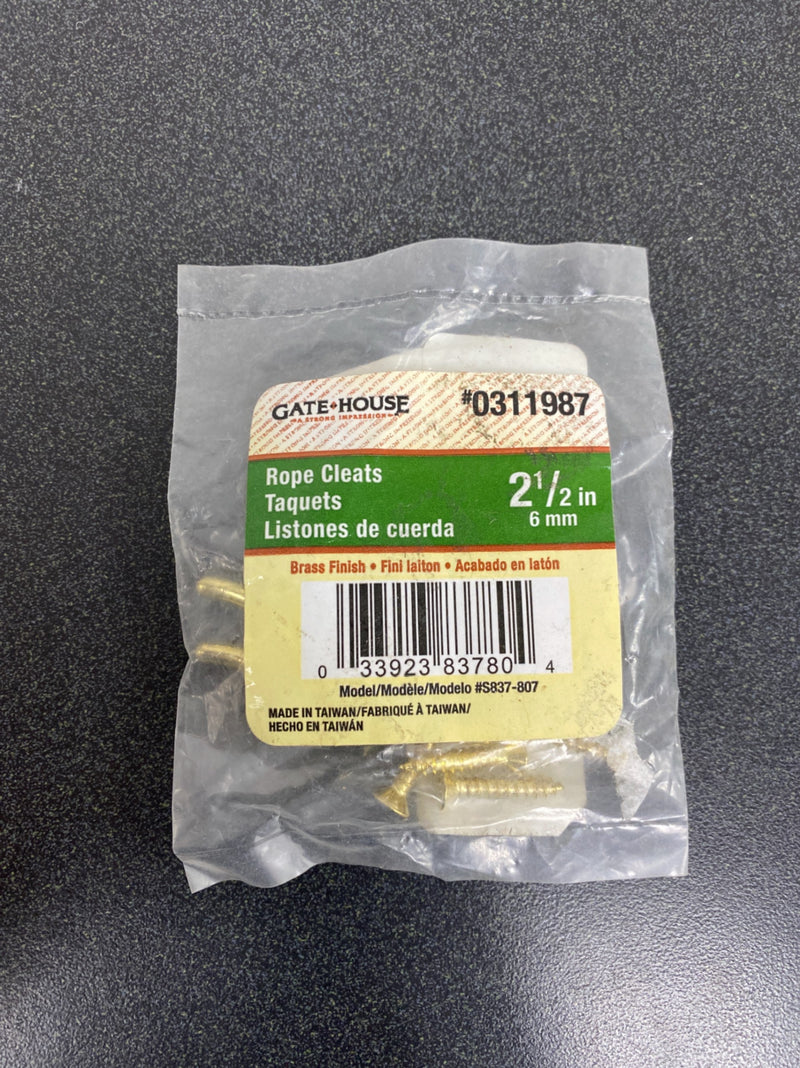 GATE HOUSE
A STRONG IMPRESSION
#0311987
Rope Cleats
Taquets
Listones de cuerda
2 1/2 in
6 mm
Brass Finish • Fini laiton • Acabado en latón
0 33923 83780 4
Model/Modèle/Modelo #S837-807
MADE IN TAIWAN/FABRIQUÉ À TAIWAN/
HECHO EN TAIWÁN